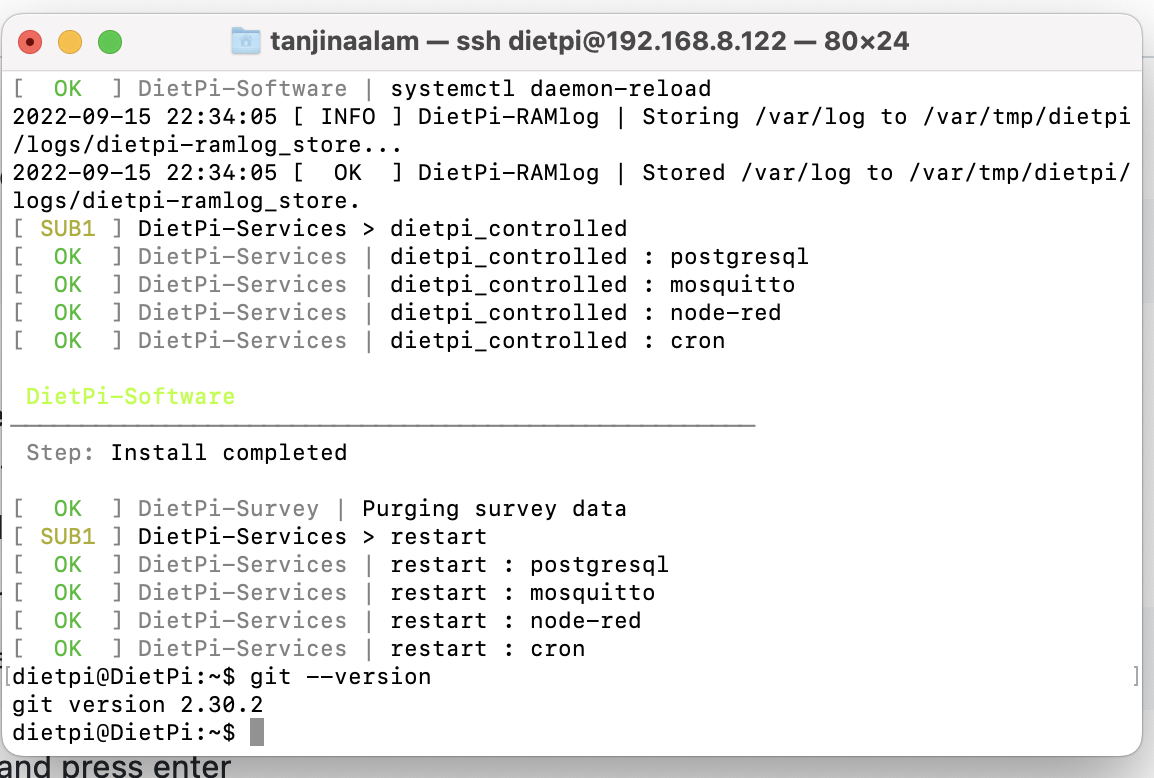 tanjinaalam — ssh dietpi@192.168.8.122 — 80×24
[  OK  ] DietPi-Software | systemctl daemon-reload
2022-09-15 22:34:05 [ INFO ] DietPi-RAMlog | Storing /var/log to /var/tmp/dietpi
/logs/dietpi-ramlog_store...
2022-09-15 22:34:05 [  OK  ] DietPi-RAMlog | Stored /var/log to /var/tmp/dietpi/
logs/dietpi-ramlog_store.
[ SUB1 ] DietPi-Services > dietpi_controlled
[  OK  ] DietPi-Services | dietpi_controlled : postgresql
[  OK  ] DietPi-Services | dietpi_controlled : mosquitto
[  OK  ] DietPi-Services | dietpi_controlled : node-red
[  OK  ] DietPi-Services | dietpi_controlled : cron
DietPi-Software
Step: Install completed
[  OK  ] DietPi-Survey | Purging survey data
[ SUB1 ] DietPi-Services > restart
[  OK  ] DietPi-Services | restart : postgresql
[  OK  ] DietPi-Services | restart : mosquitto
[  OK  ] DietPi-Services | restart : node-red
[  OK  ] DietPi-Services | restart : cron
[dietpi@DietPi:~$ git --version ]
git version 2.30.2
dietpi@DietPi:~$
and press enter